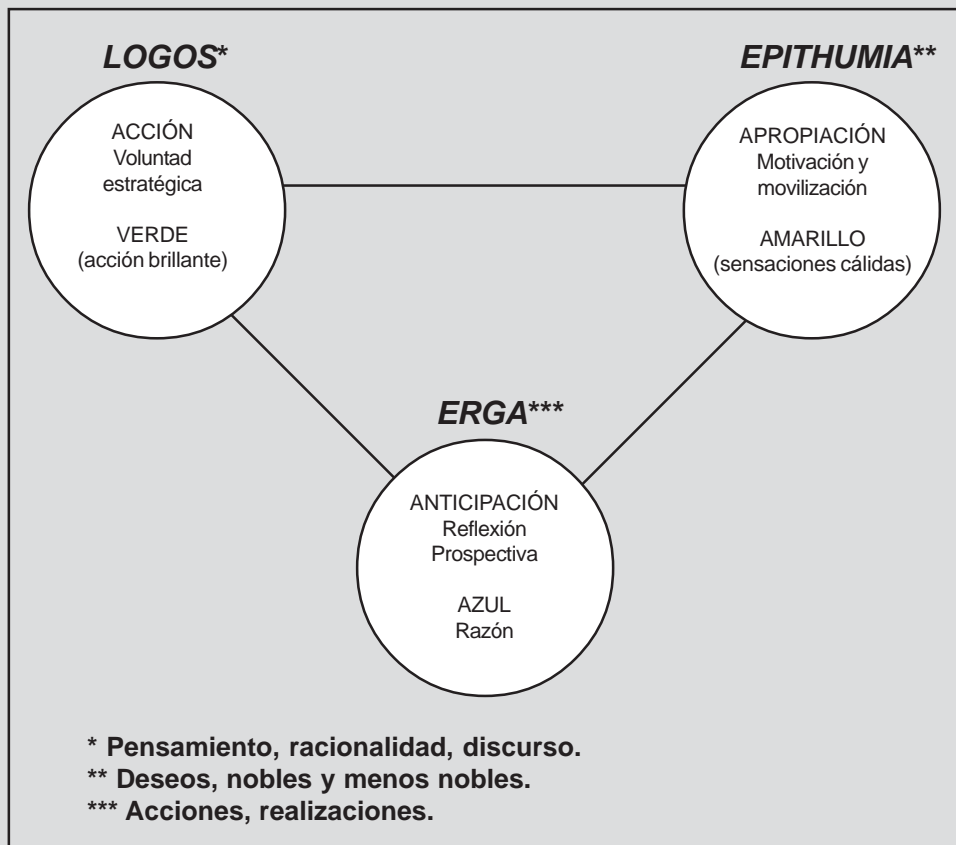 LOGOS*
ACCIÓN
Voluntad
estratégica
VERDE
(acción brillante)
EPITHUMIA**
APROPIACIÓN
Motivación y
movilización
AMARILLO
(sensaciones cálidas)
ERGA***
ANTICIPACIÓN
Reflexión
Prospectiva
AZUL
Razón
* Pensamiento, racionalidad, discurso.
** Deseos, nobles y menos nobles.
*** Acciones, realizaciones.